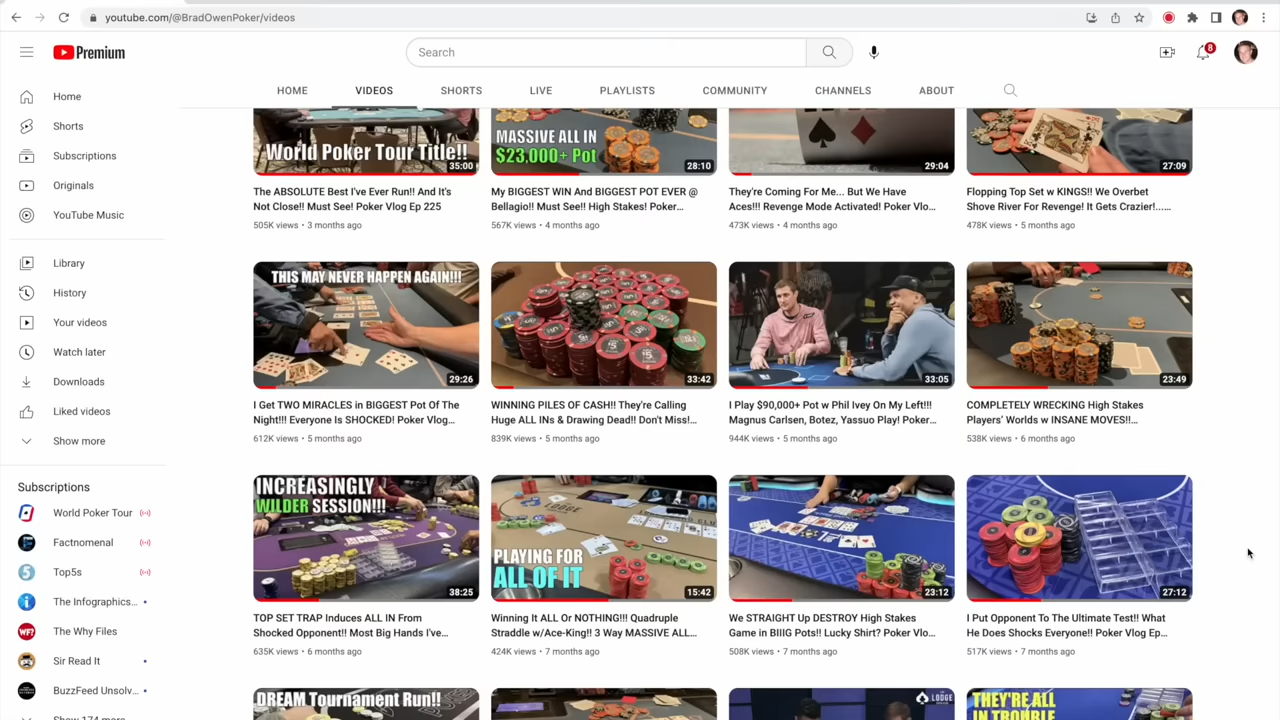 youtube.com/@BradOwenPoker/videos
Premium
Search
8
HOME
VIDEOS
SHORTS
LIVE
PLAYLISTS
COMMUNITY
CHANNELS
ABOUT
Home
Shorts
Subscriptions
Originals
YouTube Music
Library
History
Your videos
Watch later
Downloads
Liked videos
Show more
Subscriptions
World Poker Tour
Factnomenal
Top5s
The Infographics...
The Why Files
Sir Read It
BuzzFeed Unsolv...
Show 174 more
World Poker Tour Title!!
35:00
The ABSOLUTE Best I've Ever Run!! And It's
Not Close!! Must See! Poker Vlog Ep 225
505K views • 3 months ago
MASSIVE ALL IN
$23,000+ Pot
28:10
My BIGGEST WIN And BIGGEST POT EVER @
Bellagio!! Must See!! High Stakes! Poker...
567K views • 4 months ago
29:04
They're Coming For Me... But We Have
Aces!!! Revenge Mode Activated! Poker Vlo...
473K views • 4 months ago
27:09
Flopping Top Set w KINGS!! We Overbet
Shove River For Revenge! It Gets Crazier!...…
478K views • 5 months ago
THIS MAY NEVER HAPPEN AGAIN!!!
29:26
I Get TWO MIRACLES in BIGGEST Pot Of The
Night!!! Everyone Is SHOCKED! Poker Vlog...
612K views • 5 months ago
33:42
WINNING PILES OF CASH!! They're Calling
Huge ALL INs & Drawing Dead!! Don't Miss!...
839K views • 5 months ago
33:05
I Play $90,000+ Pot w Phil Ivey On My Left!!!
Magnus Carlsen, Botez, Yassuo Play! Poker...
944K views • 5 months ago
23:49
COMPLETELY WRECKING High Stakes
Players' Worlds w INSANE MOVES!!...
538K views • 6 months ago
INCREASINGLY
WILDER SESSION!!!
38:25
TOP SET TRAP Induces ALL IN From
Shocked Opponent!! Most Big Hands I've...
635K views • 6 months ago
PLAYING FOR
ALL OF IT
15:42
Winning It ALL Or NOTHING!!! Quadruple
Straddle w/Ace-King!! 3 Way MASSIVE ALL...
424K views • 7 months ago
23:12
We STRAIGHT Up DESTROY High Stakes
Game in BIIIG Pots!! Lucky Shirt? Poker Vlo...
508K views • 7 months ago
27:12
I Put Opponent To The Ultimate Test!! What
He Does Shocks Everyone!! Poker Vlog Ep...
517K views • 7 months ago
DREAM Tournament Run!!
THE LODGE
THEY'RE ALL
IN TROUBLE